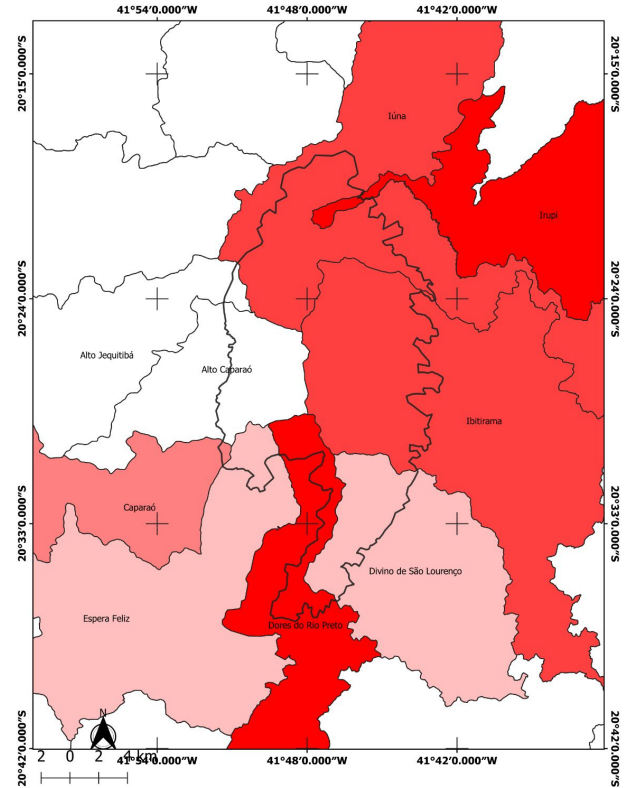 41°54'0.000"W 41°48'0.000"W 41°42'0.000"W
20°15'0.000"S 20°15'0.000"S
Iúna
Irupi
20°24'0.000"S 20°24'0.000"S
Alto Jequitibá
Alto Caparaó
Ibitirama
Caparaó
20°33'0.000"S 20°33'0.000"S
Divino de São Lourenço
Espera Feliz
Dores do Rio Preto
N
20°42'0.000"S 20°42'0.000"S
2 0 2 4 km
41°54'0.000"W 41°48'0.000"W 41°42'0.000"W